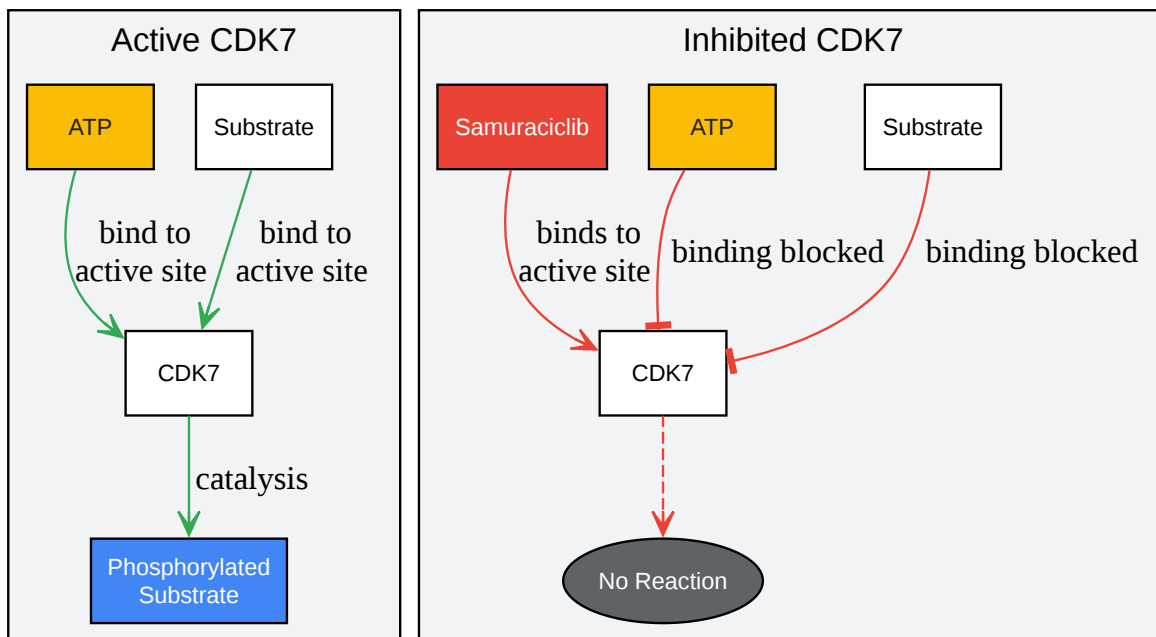 Active CDK7
ATP
Substrate
bind to
active site
bind to
active site
CDK7
catalysis
Phosphorylated
Substrate
Inhibited CDK7
Samuraciclib
ATP
Substrate
binds to
active site
binding blocked
binding blocked
CDK7
No Reaction